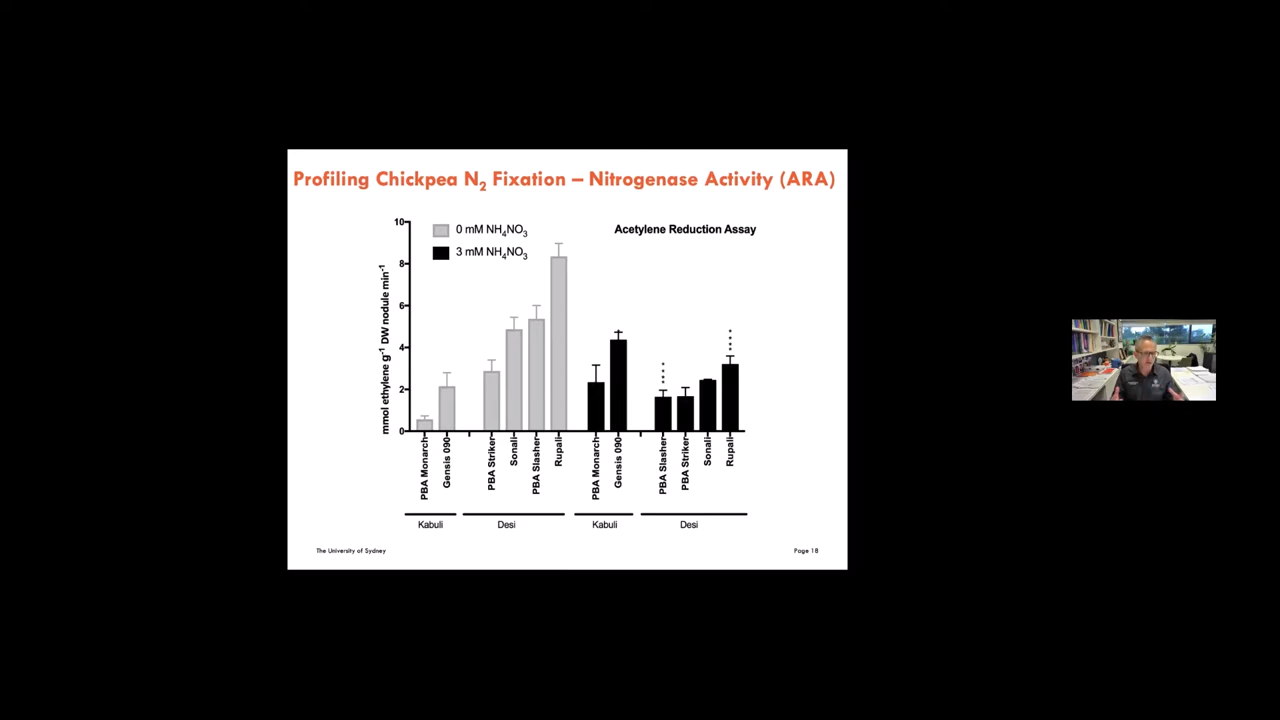 Profiling Chickpea N₂ Fixation – Nitrogenase Activity (ARA)
0 mM NH₄NO₃
3 mM NH₄NO₃
Acetylene Reduction Assay
mmol ethylene g⁻¹ DW nodule min⁻¹
10
8
6
4
2
0
PBA Monarch
Gensis 090
PBA Striker
Sonali
PBA Slasher
Rupali
PBA Monarch
Gensis 090
PBA Slasher
PBA Striker
Sonali
Rupali
Kabuli
Desi
Kabuli
Desi
The University of Sydney
Page 18